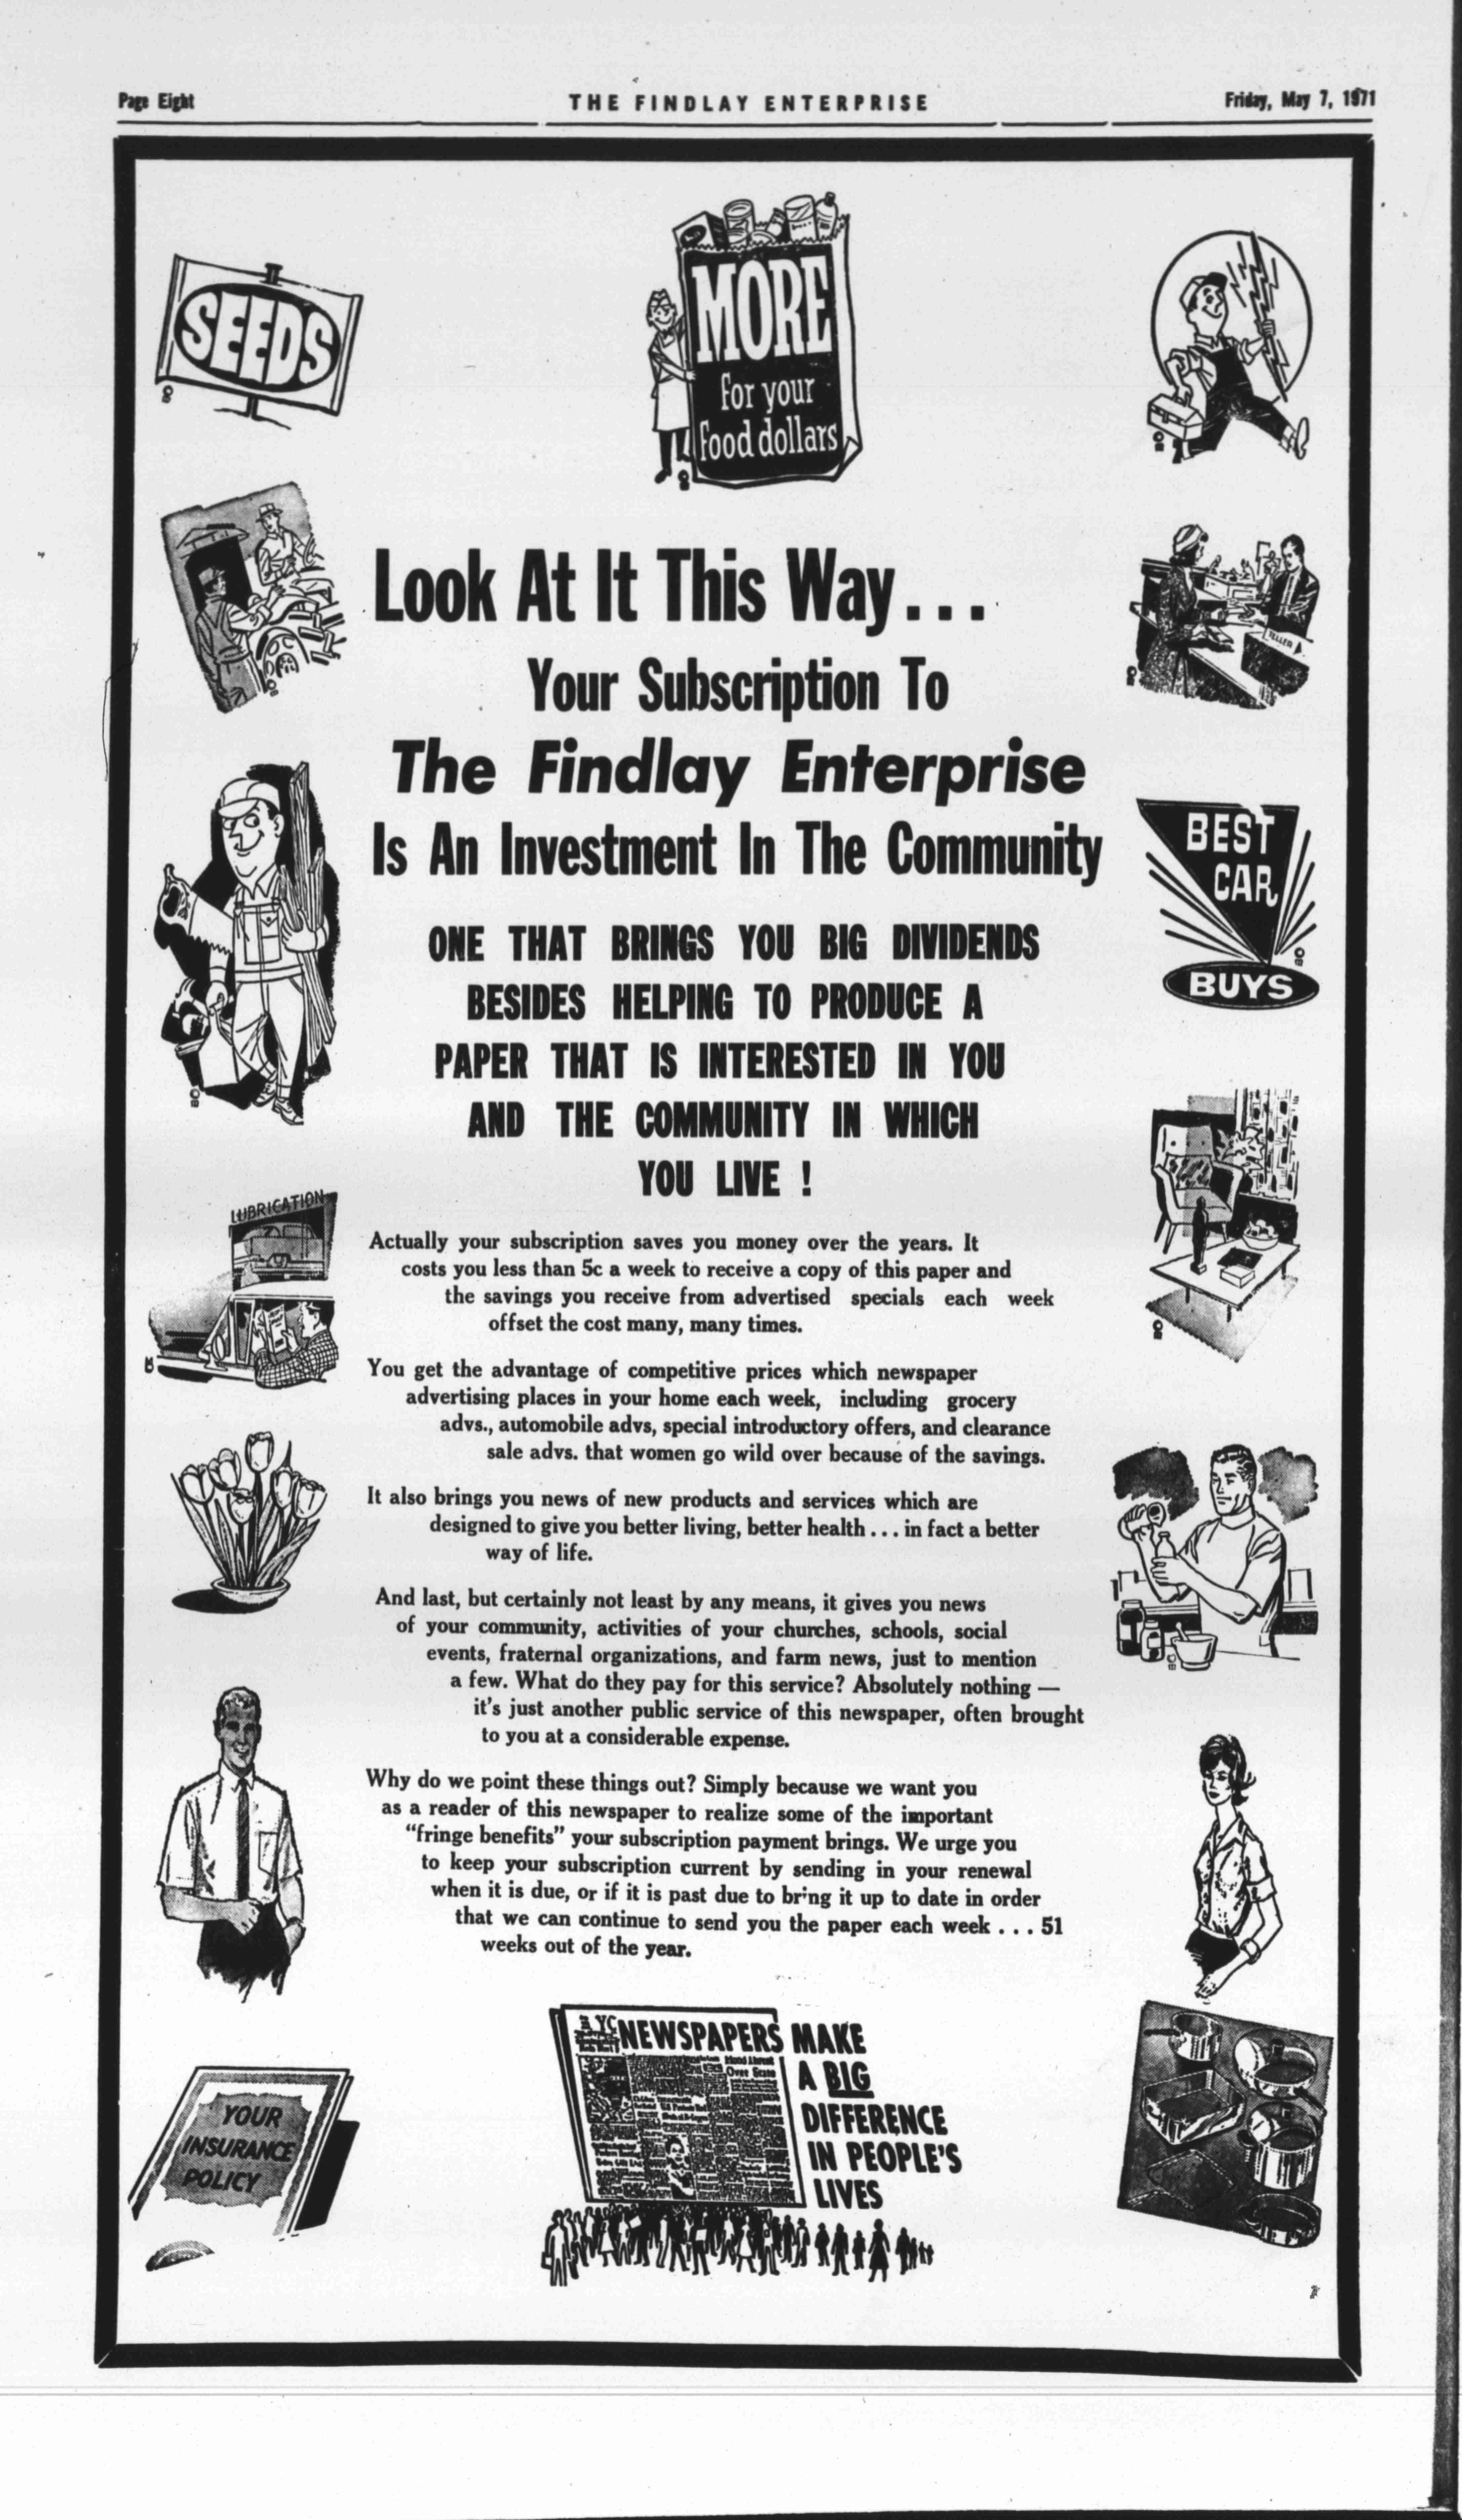 Page Eight
THE FINDLAY ENTERPRISE
Friday, May 7, 1971
SEEDS
MORE
for your
food dollars
TELLER
Look At It This Way...
Your Subscription To
The Findlay Enterprise
Is An Investment In The Community
BEST
CAR
BUYS
ONE THAT BRINGS YOU BIG DIVIDENDS
BESIDES HELPING TO PRODUCE A
PAPER THAT IS INTERESTED IN YOU
AND THE COMMUNITY IN WHICH
YOU LIVE !
LUBRICATION
Actually your subscription saves you money over the years. It
costs you less than 5c a week to receive a copy of this paper and
the savings you receive from advertised specials each week
offset the cost many, many times.
You get the advantage of competitive prices which newspaper
advertising places in your home each week, including grocery
advs., automobile advs, special introductory offers, and clearance
sale advs. that women go wild over because of the savings.
It also brings you news of new products and services which are
designed to give you better living, better health ... in fact a better
way of life.
And last, but certainly not least by any means, it gives you news
of your community, activities of your churches, schools, social
events, fraternal organizations, and farm news, just to mention
a few. What do they pay for this service? Absolutely nothing —
it's just another public service of this newspaper, often brought
to you at a considerable expense.
Why do we point these things out? Simply because we want you
as a reader of this newspaper to realize some of the important
"fringe benefits" your subscription payment brings. We urge you
to keep your subscription current by sending in your renewal
when it is due, or if it is past due to bring it up to date in order
that we can continue to send you the paper each week ... 51
weeks out of the year.
NEWSPAPERS MAKE
A BIG
DIFFERENCE
IN PEOPLE'S
LIVES
Over State
YOUR
INSURANCE
POLICY